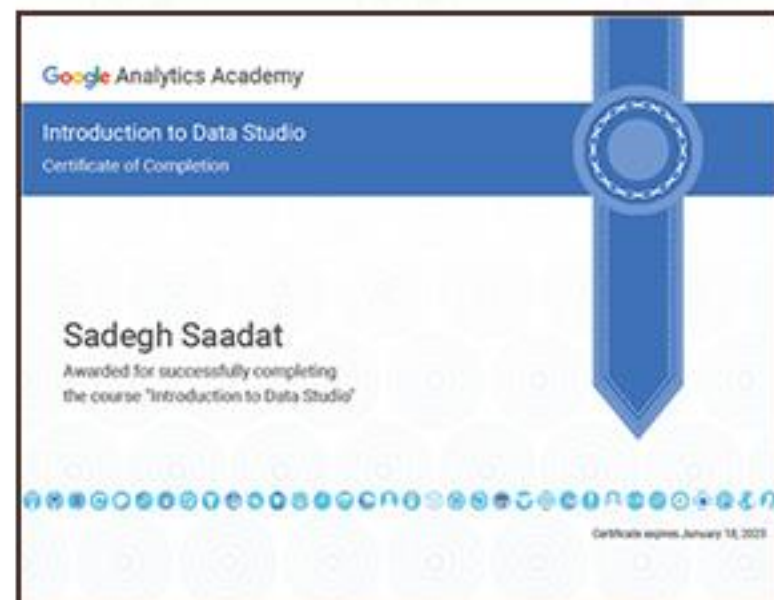 Google Analytics Academy
Introduction to Data Studio
Certificate of Completion
Sadegh Saadat
Awarded for successfully completing
the course "Introduction to Data Studio"
Certificate expires January 18, 2023